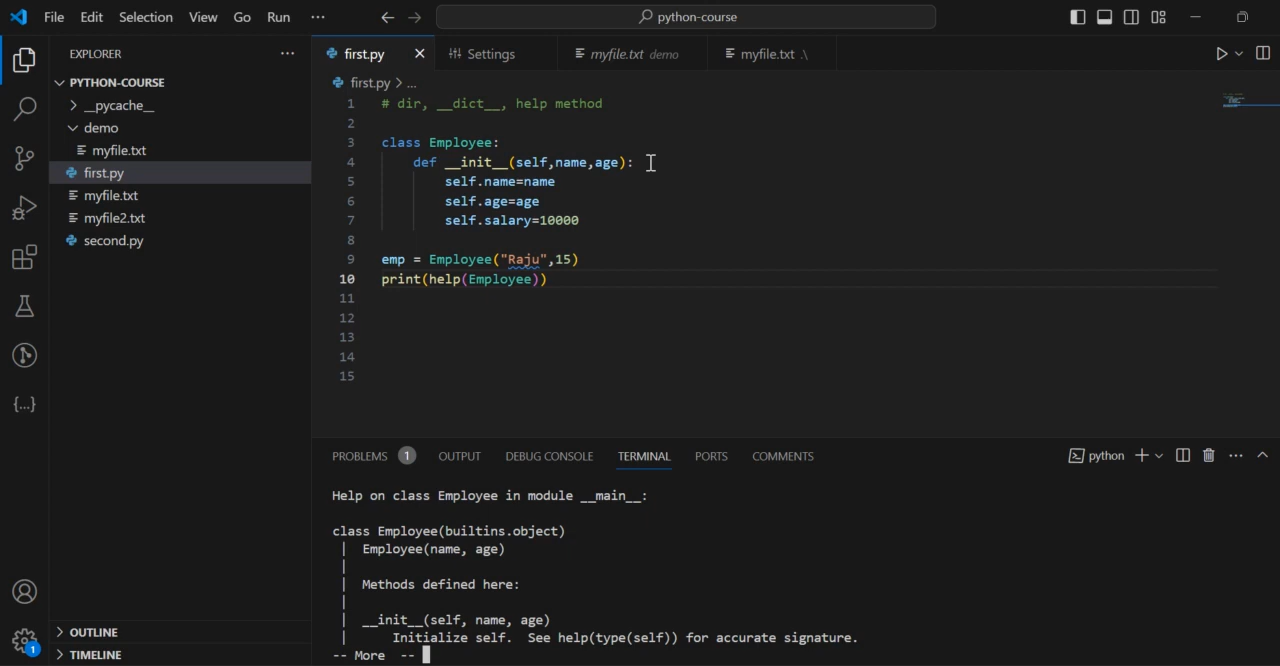 File Edit Selection View Go Run ··· python-course
EXPLORER ···
PYTHON-COURSE
__pycache__
demo
myfile.txt
first.py
myfile.txt
myfile2.txt
second.py
OUTLINE
TIMELINE
1
first.py Settings myfile.txt demo myfile.txt .\
first.py > ...
1 # dir, __dict__, help method
2
3 class Employee:
4 def __init__(self,name,age):
5 self.name=name
6 self.age=age
7 self.salary=10000
8
9 emp = Employee("Raju",15)
10 print(help(Employee))
11
12
13
14
15
PROBLEMS 1 OUTPUT DEBUG CONSOLE TERMINAL PORTS COMMENTS python ···
Help on class Employee in module __main__:
class Employee(builtins.object)
| Employee(name, age)
|
| Methods defined here:
|
| __init__(self, name, age)
| Initialize self. See help(type(self)) for accurate signature.
-- More --